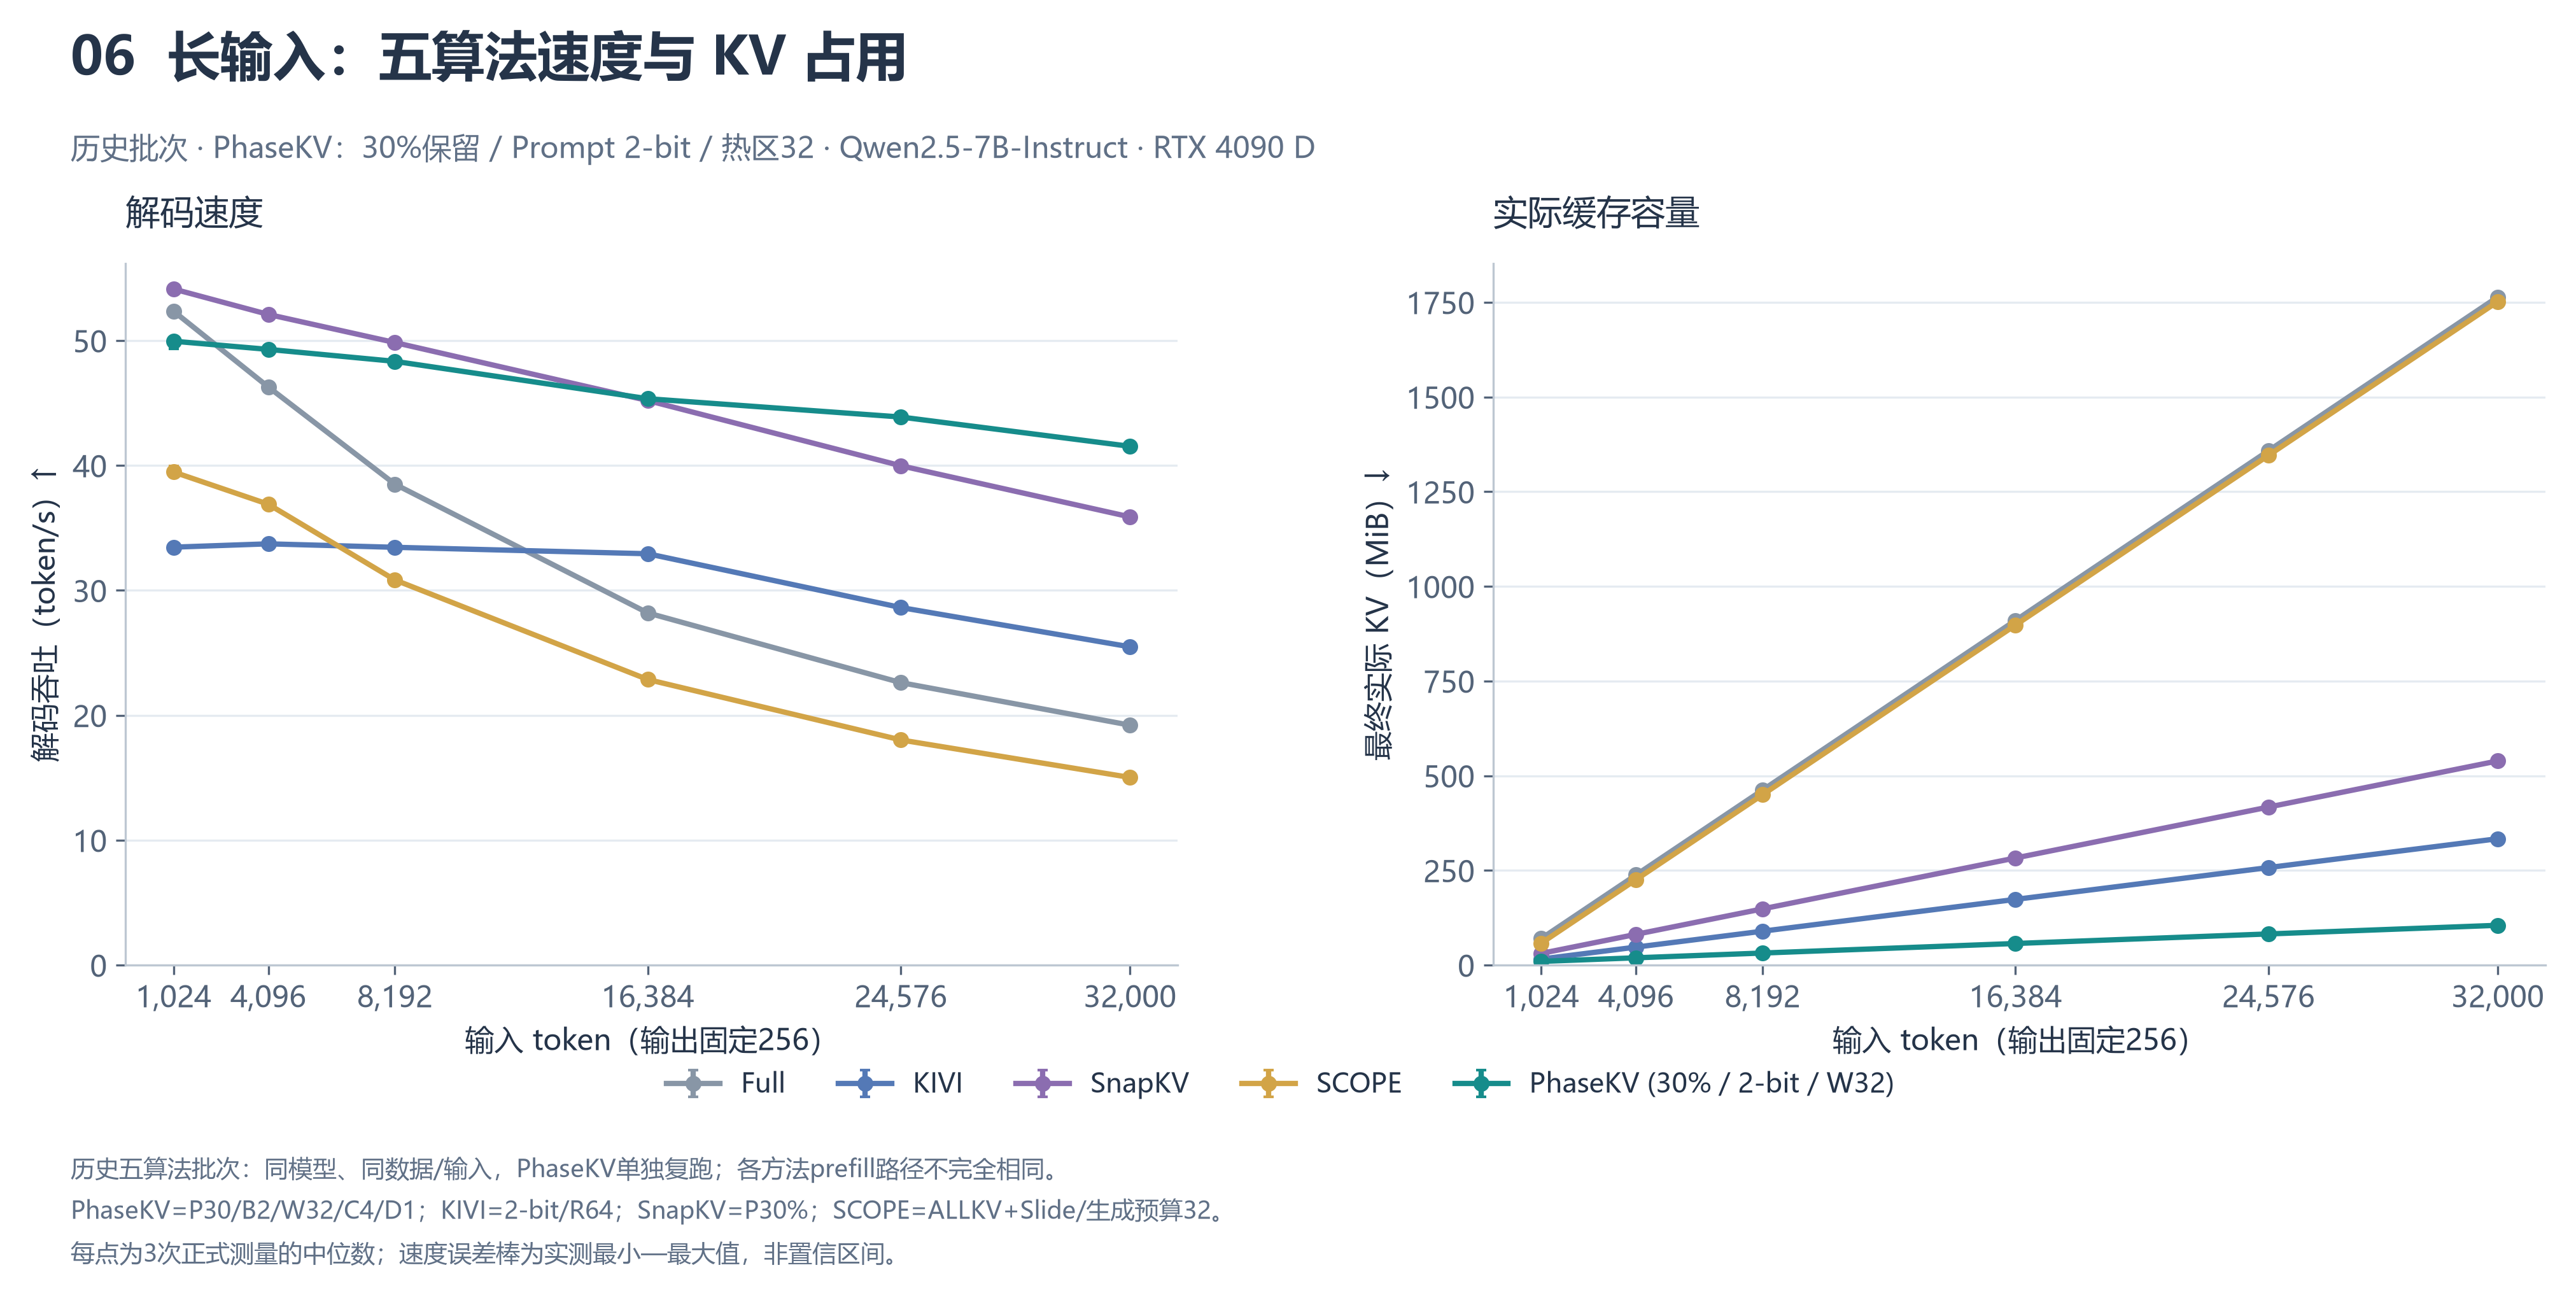 06 长输入：五算法速度与 KV 占用
历史批次 · PhaseKV：30%保留 / Prompt 2-bit / 热区32 · Qwen2.5-7B-Instruct · RTX 4090 D
解码速度
解码吞吐（token/s）↑
50
40
30
20
10
0
1,024 4,096 8,192 16,384 24,576 32,000
输入 token（输出固定256）
实际缓存容量
最终实际 KV（MiB）↓
1750
1500
1250
1000
750
500
250
0
1,024 4,096 8,192 16,384 24,576 32,000
输入 token（输出固定256）
Full KIVI SnapKV SCOPE PhaseKV (30% / 2-bit / W32)
历史五算法批次：同模型、同数据/输入，PhaseKV单独复跑；各方法prefill路径不完全相同。
PhaseKV=P30/B2/W32/C4/D1；KIVI=2-bit/R64；SnapKV=P30%；SCOPE=ALLKV+Slide/生成预算32。
每点为3次正式测量的中位数；速度误差棒为实测最小—最大值，非置信区间。